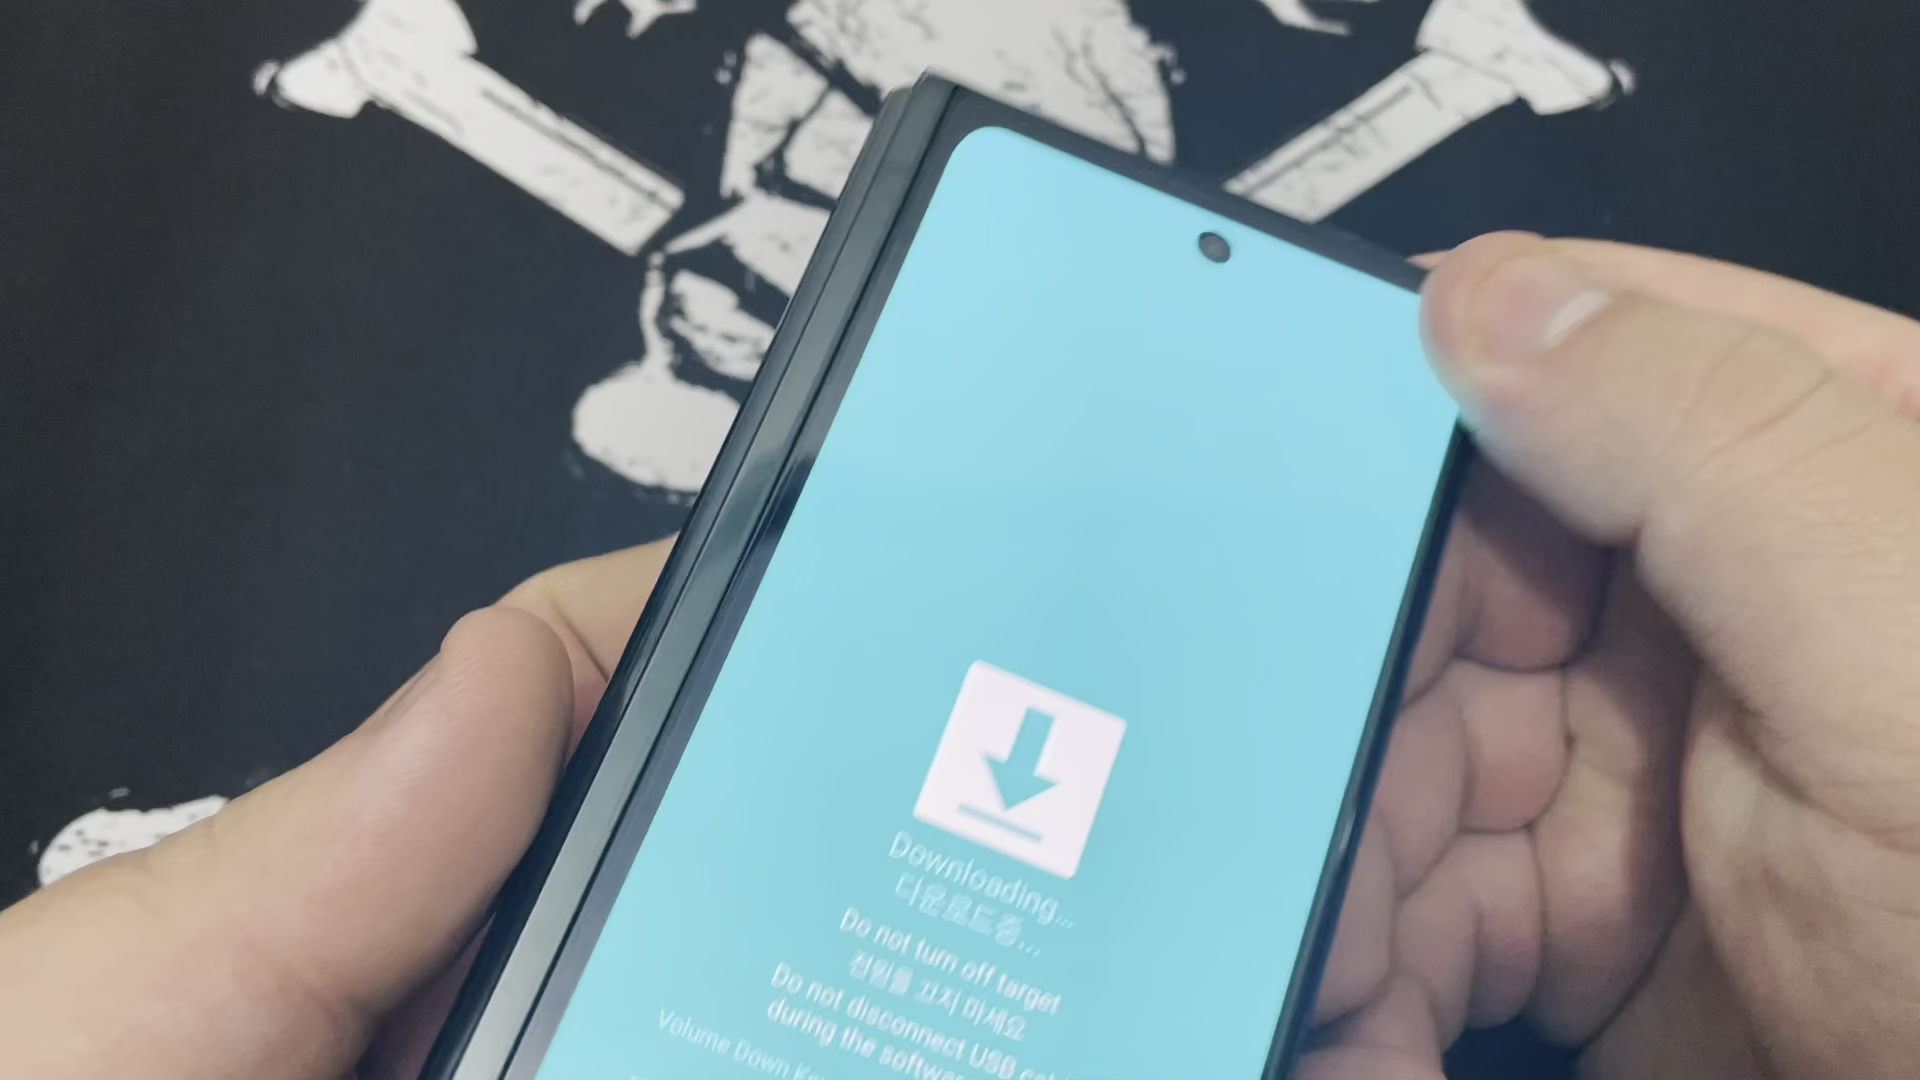 Downloading...
다운로드중...
Do not turn off target
전원을 끄지 마세요
Do not disconnect USB
during the software
Volume Down Key